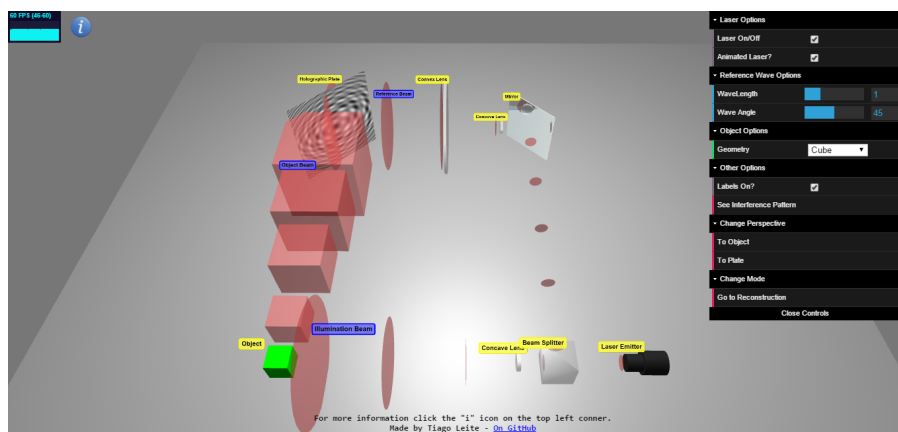 60 FPS (46-60)
i
Holographic Plate
Reference Beam
Convex Lens
Mirror
Concave Lens
Object Beam
Illumination Beam
Object
Concave Lens
Beam Splitter
Laser Emitter
For more information click the "i" icon on the top left conner.
Made by Tiago Leite - On GitHub
Laser Options
Laser On/Off
Animated Laser?
Reference Wave Options
WaveLength 1
Wave Angle 45
Object Options
Geometry Cube
Other Options
Labels On?
See Interference Pattern
Change Perspective
To Object
To Plate
Change Mode
Go to Reconstruction
Close Controls